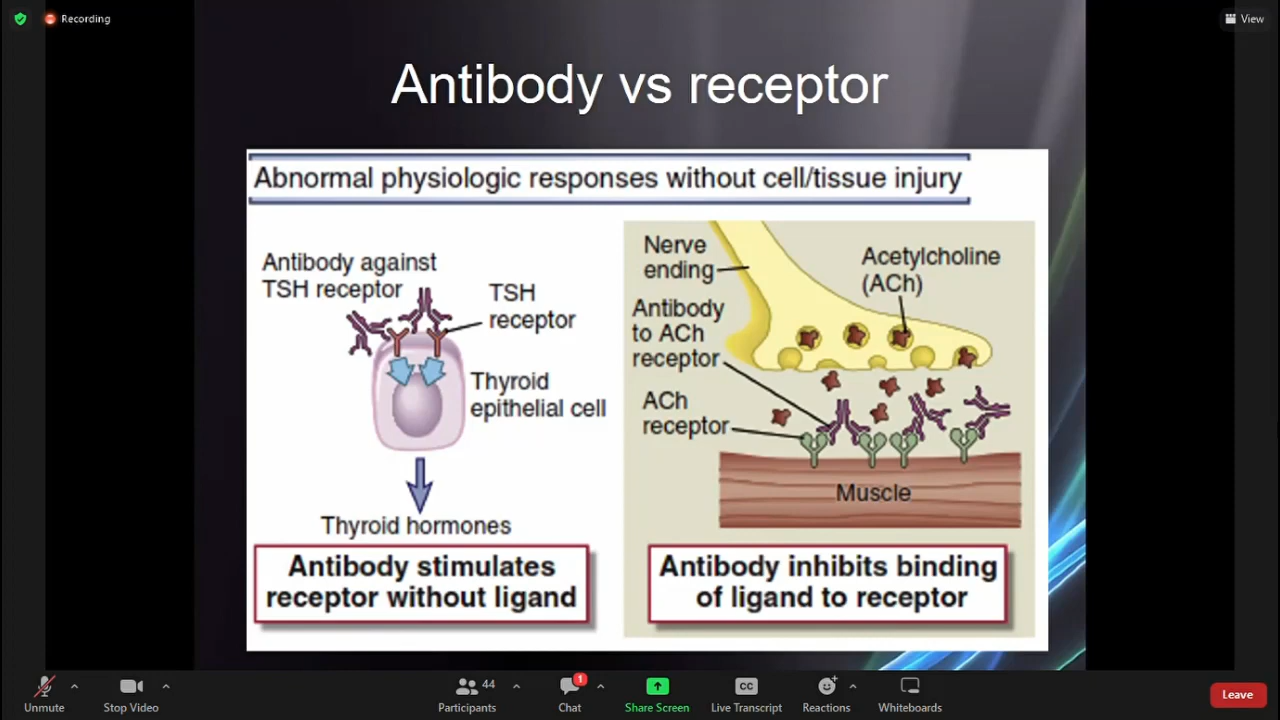 Recording
View
Antibody vs receptor
Abnormal physiologic responses without cell/tissue injury
Antibody against
TSH receptor
TSH
receptor
Thyroid
epithelial cell
Thyroid hormones
Antibody stimulates
receptor without ligand
Nerve
ending
Acetylcholine
(ACh)
Antibody
to ACh
receptor
ACh
receptor
Muscle
Antibody inhibits binding
of ligand to receptor
Unmute
Stop Video
44
Participants
1
Chat
Share Screen
CC
Live Transcript
Reactions
Whiteboards
Leave